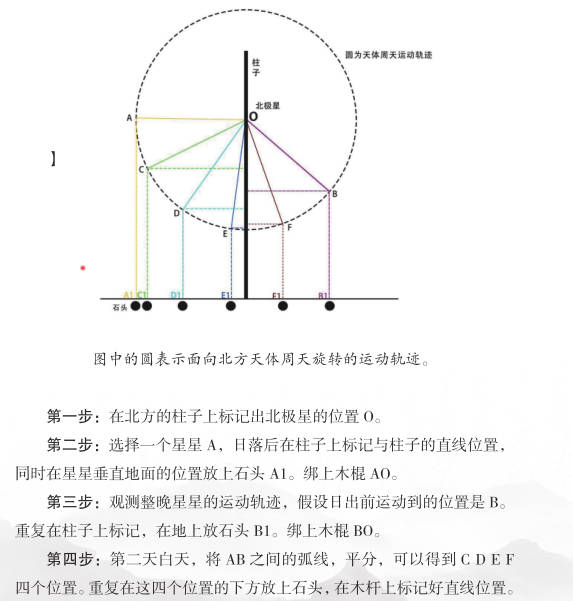 圆为天体周天运动轨迹
柱子
北极星
O
A
】
C
B
D
F
E
A1 C1 D1 E1 F1 B1
石头
图中的圆表示面向北方天体周天旋转的运动轨迹。
第一步：在北方的柱子上标记出北极星的位置 O。
第二步：选择一个星星 A，日落后在柱子上标记与柱子的直线位置，
同时在星星垂直地面的位置放上石头 A1。绑上木棍 AO。
第三步：观测整晚星星的运动轨迹，假设日出前运动到的位置是 B。
重复在柱子上标记，在地上放石头 B1。绑上木棍 BO。
第四步：第二天白天，将 AB 之间的弧线，平分，可以得到 C D E F
四个位置。重复在这四个位置的下方放上石头，在木杆上标记好直线位置。